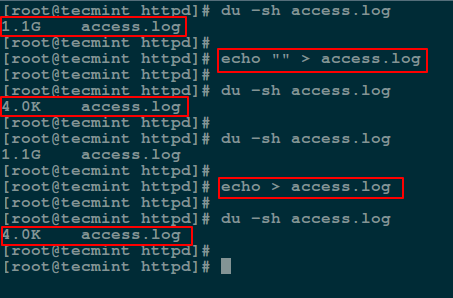 [root@tecmint httpd]# du -sh access.log
1.1G    access.log
[root@tecmint httpd]#
[root@tecmint httpd]# echo "" > access.log
[root@tecmint httpd]#
[root@tecmint httpd]# du -sh access.log
4.0K    access.log
[root@tecmint httpd]#
[root@tecmint httpd]# du -sh access.log
1.1G    access.log
[root@tecmint httpd]#
[root@tecmint httpd]# echo > access.log
[root@tecmint httpd]#
[root@tecmint httpd]# du -sh access.log
4.0K    access.log
[root@tecmint httpd]#
[root@tecmint httpd]#